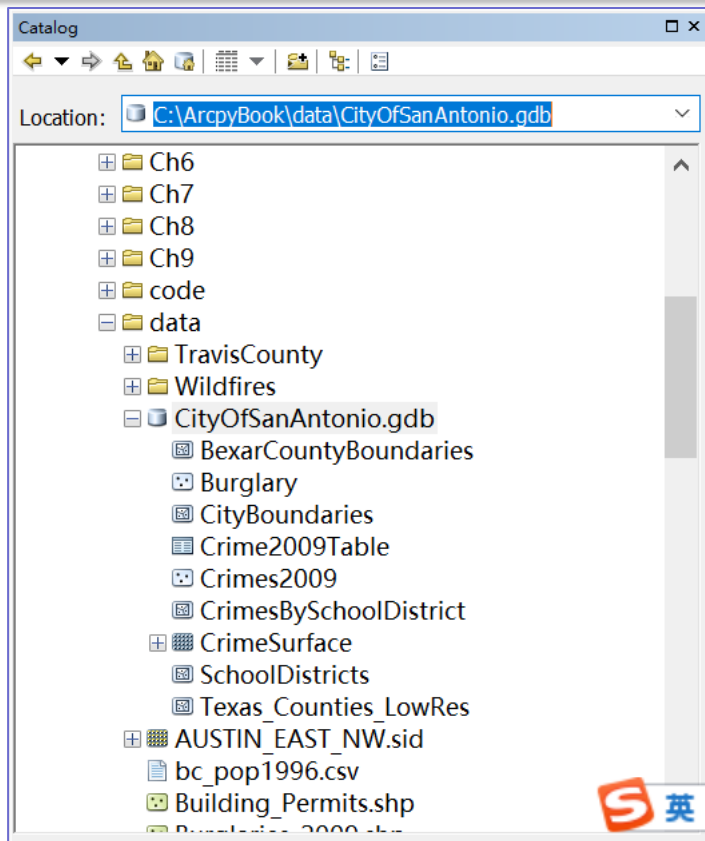 Catalog
Location: C:\ArcpyBook\data\CityOfSanAntonio.gdb
Ch6
Ch7
Ch8
Ch9
code
data
TravisCounty
Wildfires
CityOfSanAntonio.gdb
BexarCountyBoundaries
Burglary
CityBoundaries
Crime2009Table
Crimes2009
CrimesBySchoolDistrict
CrimeSurface
SchoolDistricts
Texas_Counties_LowRes
AUSTIN_EAST_NW.sid
bc_pop1996.csv
Building_Permits.shp
英